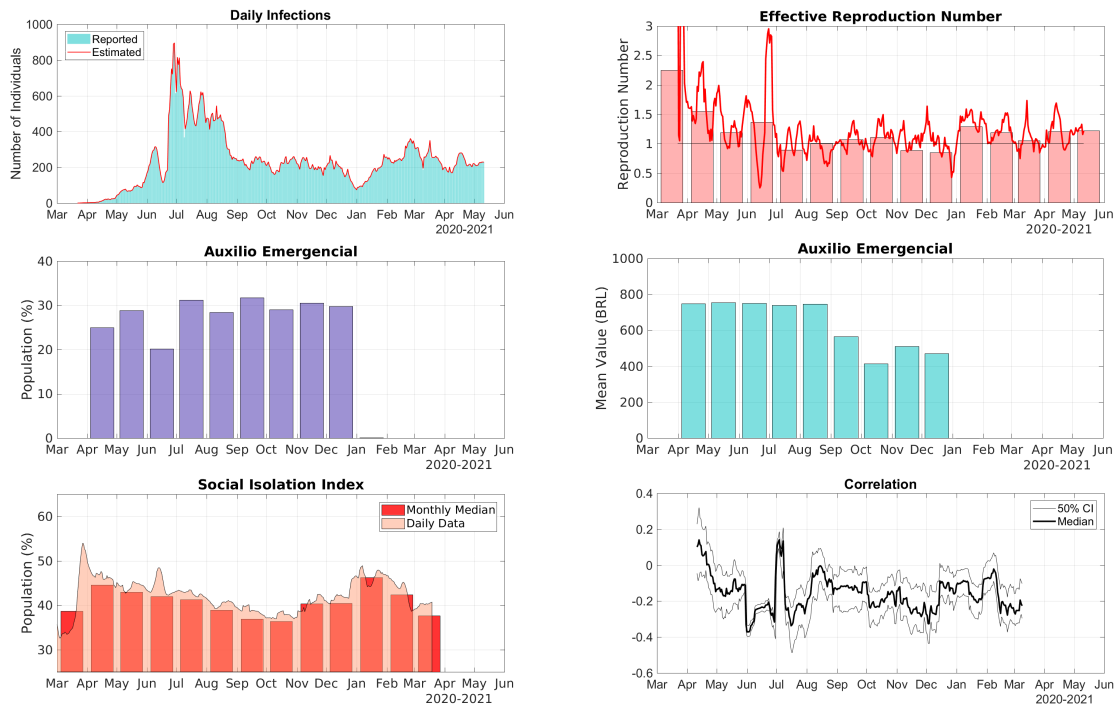 Daily Infections
Number of Individuals
1000
800
600
400
200
0
Reported
Estimated
Mar Apr May Jun Jul Aug Sep Oct Nov Dec Jan Feb Mar Apr May Jun
2020-2021
Effective Reproduction Number
Reproduction Number
3
2.5
2
1.5
1
0.5
0
Mar Apr May Jun Jul Aug Sep Oct Nov Dec Jan Feb Mar Apr May Jun
2020-2021
Auxilio Emergencial
Population (%)
40
30
20
10
0
Mar Apr May Jun Jul Aug Sep Oct Nov Dec Jan Feb Mar Apr May Jun
2020-2021
Auxilio Emergencial
Mean Value (BRL)
1000
800
600
400
200
0
Mar Apr May Jun Jul Aug Sep Oct Nov Dec Jan Feb Mar Apr May Jun
2020-2021
Social Isolation Index
Population (%)
60
50
40
30
Monthly Median
Daily Data
Mar Apr May Jun Jul Aug Sep Oct Nov Dec Jan Feb Mar Apr May Jun
2020-2021
Correlation
0.4
0.2
0
-0.2
-0.4
-0.6
50% CI
Median
Mar Apr May Jun Jul Aug Sep Oct Nov Dec Jan Feb Mar Apr May Jun
2020-2021